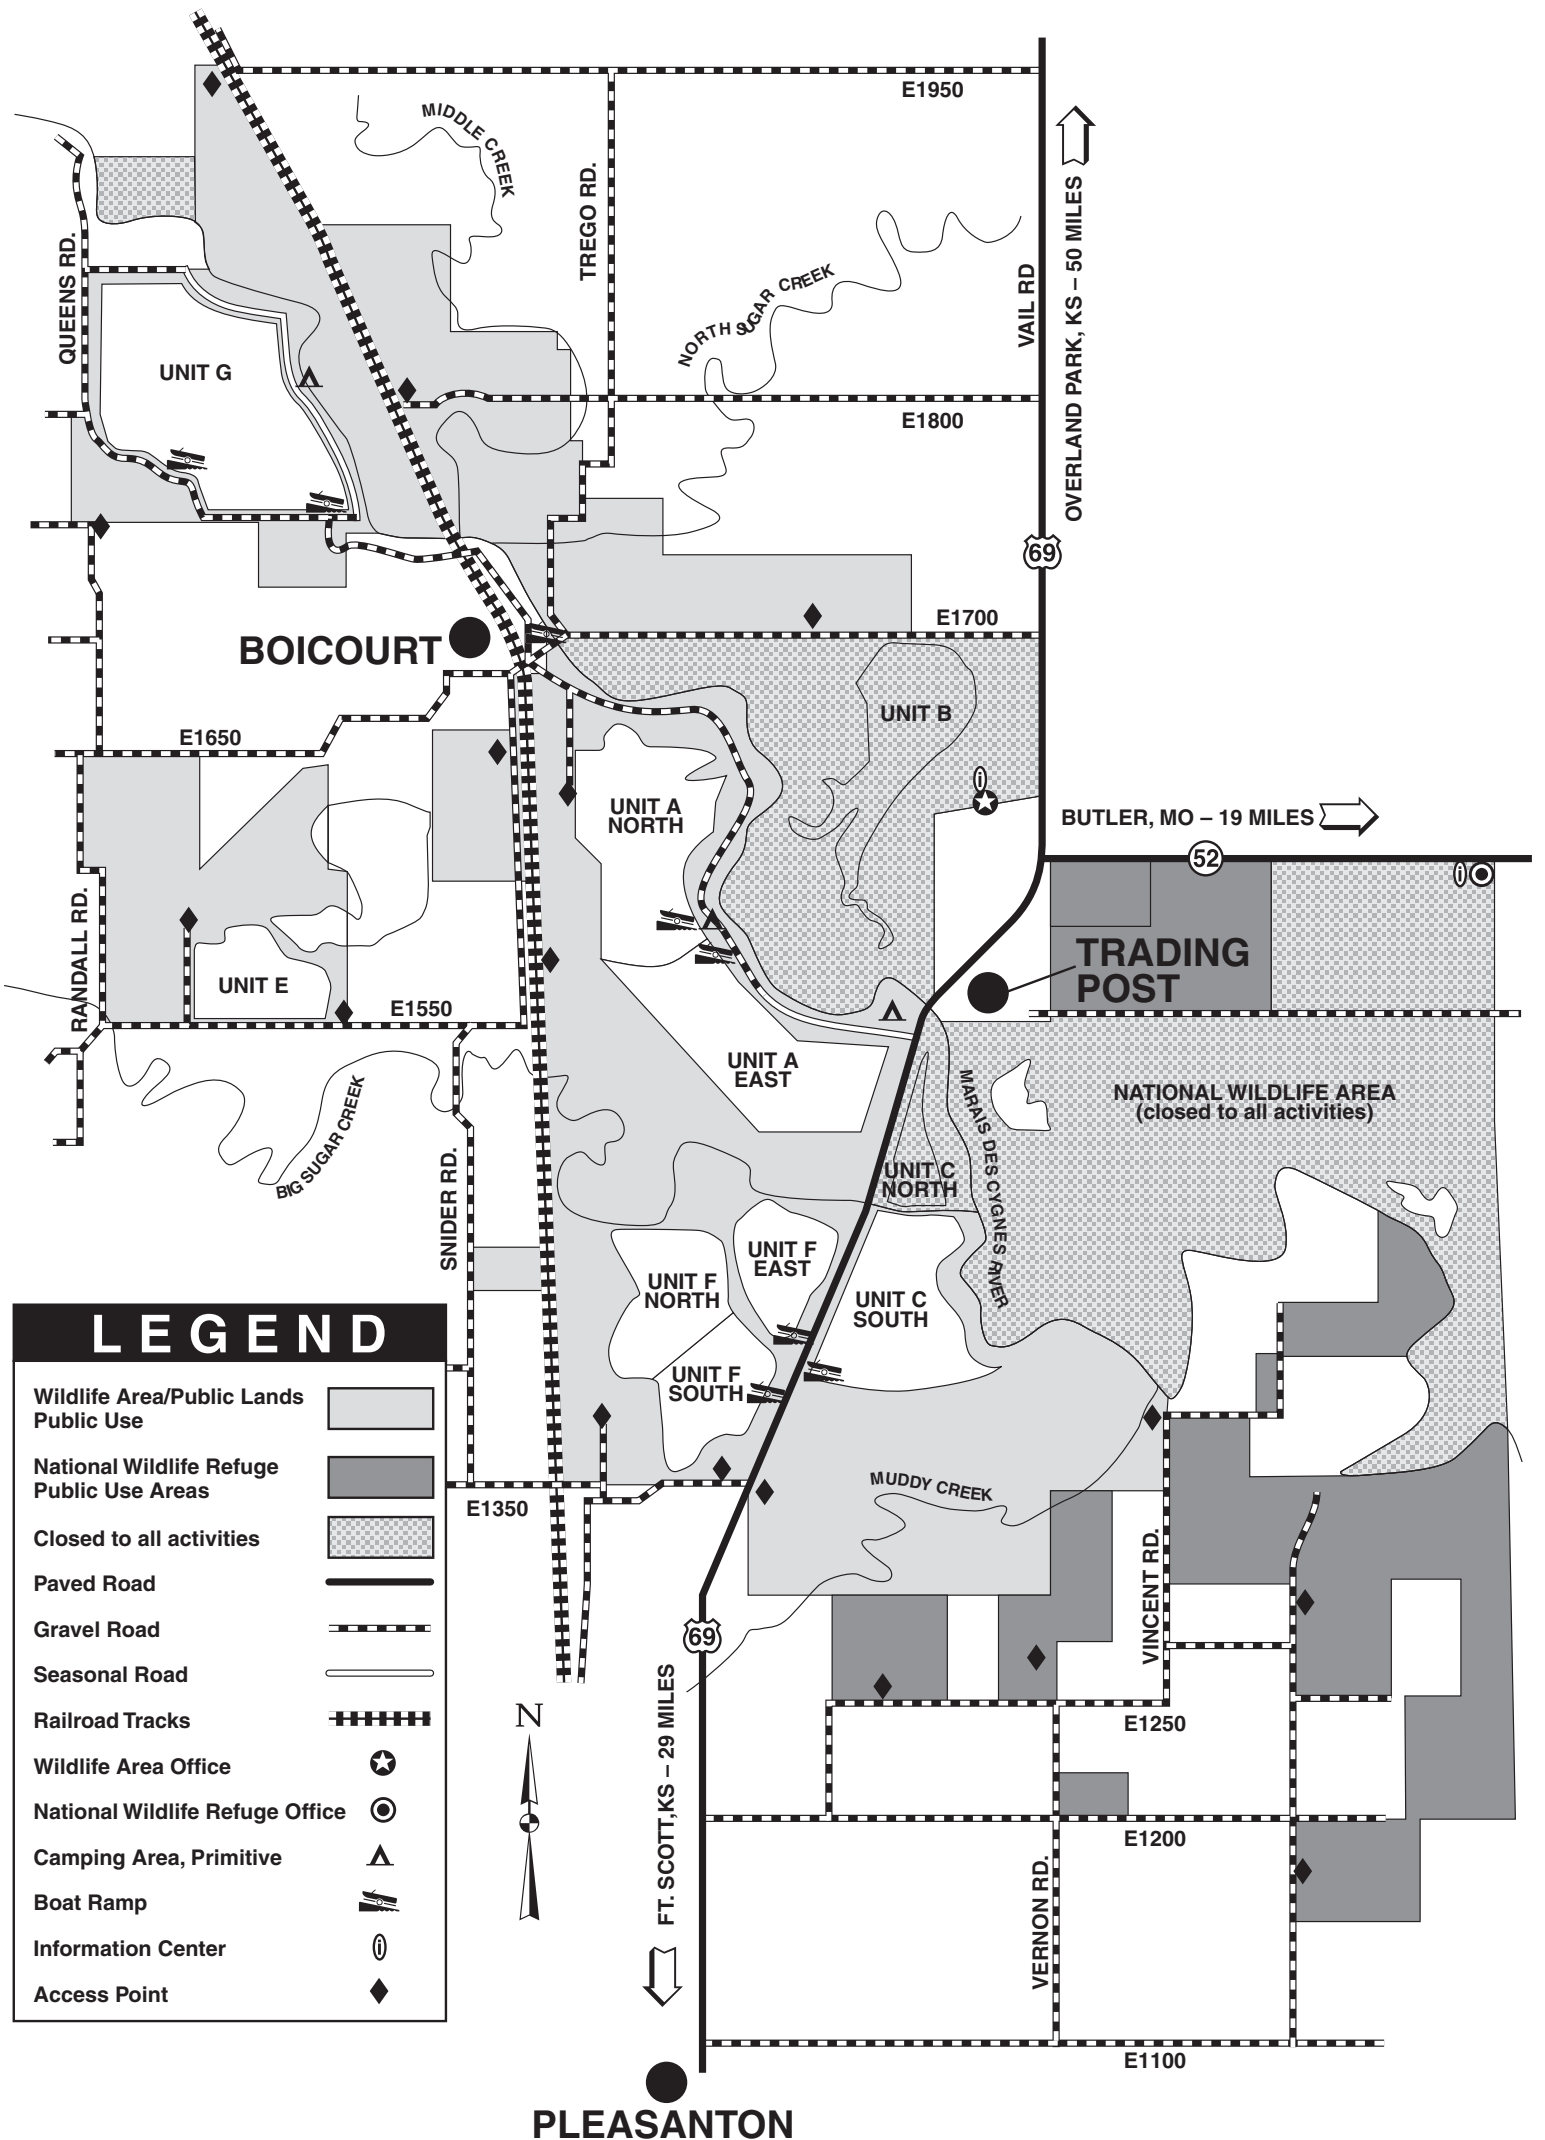 E1950
MIDDLE CREEK
TREGO RD.
QUEENS RD.
NORTH SUGAR CREEK
VAIL RD
OVERLAND PARK, KS – 50 MILES
UNIT G
E1800
69
E1700
BOICOURT
UNIT B
E1650
i
UNIT A
NORTH
BUTLER, MO – 19 MILES
52
i
RANDALL RD.
TRADING
POST
UNIT E
E1550
UNIT A
EAST
MARAIS DES CYGNES RIVER
NATIONAL WILDLIFE AREA
(closed to all activities)
BIG SUGAR CREEK
SNIDER RD.
UNIT C
NORTH
UNIT F
EAST
UNIT F
NORTH
UNIT C
SOUTH
UNIT F
SOUTH
MUDDY CREEK
E1350
VINCENT RD.
69
FT. SCOTT,KS – 29 MILES
N
E1250
E1200
VERNON RD.
E1100
PLEASANTON
LEGEND
Wildlife Area/Public Lands
Public Use
National Wildlife Refuge
Public Use Areas
Closed to all activities
Paved Road
Gravel Road
Seasonal Road
Railroad Tracks
Wildlife Area Office
National Wildlife Refuge Office
Camping Area, Primitive
Boat Ramp
Information Center
i
Access Point